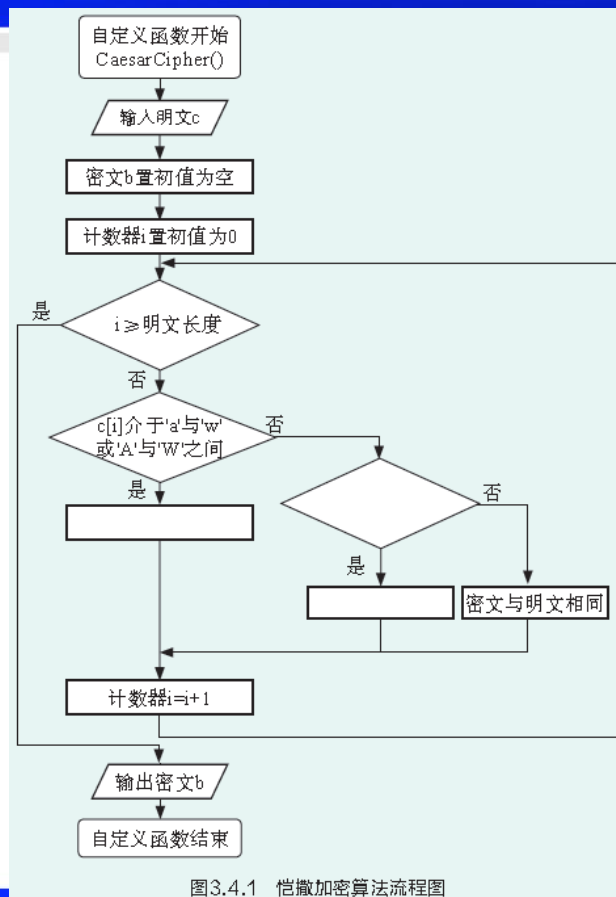 自定义函数开始
CaesarCipher()
输入明文c
密文b置初值为空
计数器i置初值为0
是
i≥明文长度
否
c[i]介于'a'与'w'
或'A'与'W'之间
否
是
否
是
密文与明文相同
计数器i=i+1
输出密文b
自定义函数结束
图3.4.1 恺撒加密算法流程图